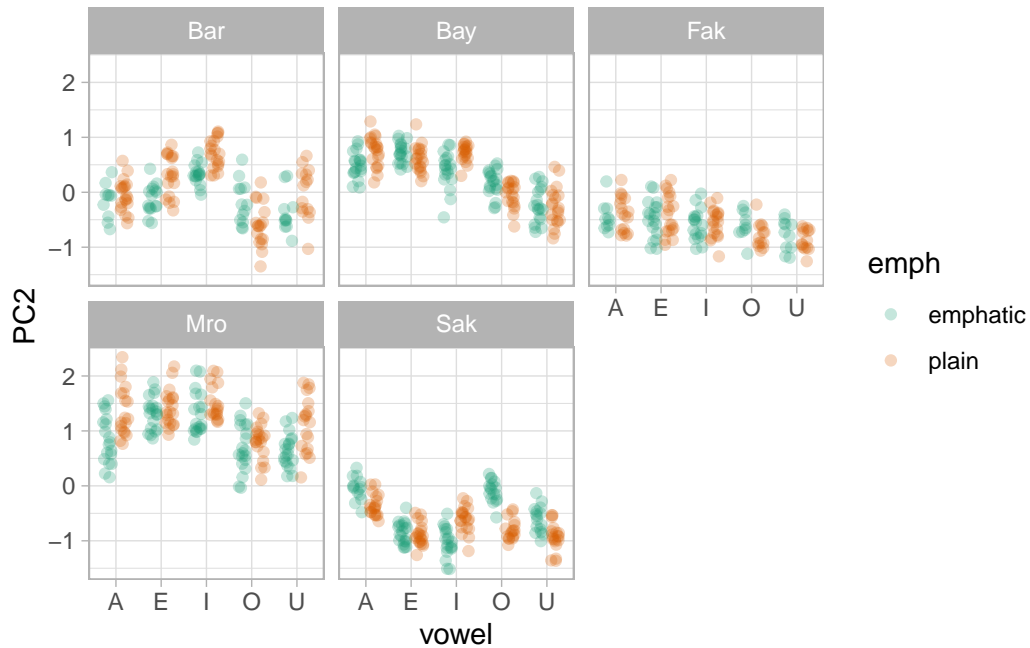 Bar Bay Fak
2
1
0
−1
A E I O U
Mro Sak
2
1
0
−1
A E I O U A E I O U
vowel
PC2
emph
emphatic
plain